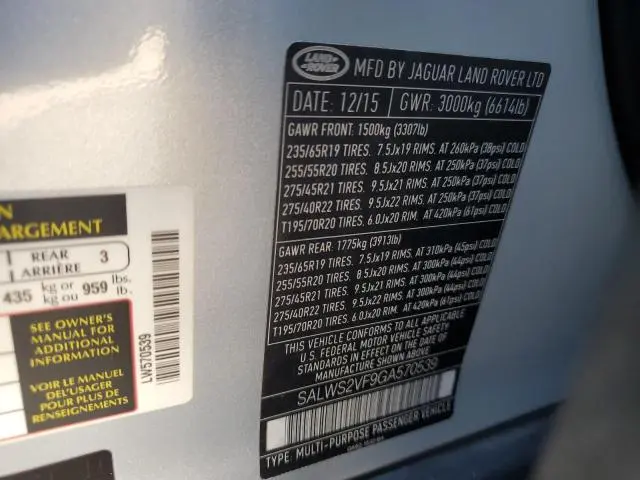 LAND
ROVER
MFD BY JAGUAR LAND ROVER LTD
DATE: 12/15 GWR: 3000kg (6614lb)
GAWR FRONT: 1500kg (3307lb)
235/65R19 TIRES. 7.5Jx19 RIMS. AT 260kPa (38psi) COLD
255/55R20 TIRES. 8.5Jx20 RIMS. AT 250kPa (37psi) COLD
275/45R21 TIRES. 9.5Jx21 RIMS. AT 250kPa (37psi) COLD
275/40R22 TIRES. 9.5Jx22 RIMS. AT 250kPa (37psi) COLD
T195/70R20 TIRES. 6.0Jx20 RIM. AT 420kPa (61psi) COLD
GAWR REAR: 1775kg (3913lb)
235/65R19 TIRES. 7.5Jx19 RIMS. AT 310kPa (45psi) COLD
255/55R20 TIRES. 8.5Jx20 RIMS. AT 300kPa (44psi) COLD
275/45R21 TIRES. 9.5Jx21 RIMS. AT 300kPa (44psi) COLD
275/40R22 TIRES. 9.5Jx22 RIMS. AT 300kPa (44psi) COLD
T195/70R20 TIRES. 6.0Jx20 RIM. AT 420kPa (61psi) COLD
THIS VEHICLE CONFORMS TO ALL APPLICABLE
U.S. FEDERAL MOTOR VEHICLE SAFETY
STANDARDS IN EFFECT ON THE DATE OF
MANUFACTURE SHOWN ABOVE
SALWS2VF9GA570539
TYPE: MULTI-PURPOSE PASSENGER VEHICLE
N
ARGEMENT
REAR 3
ARRIÈRE
435 kg or 959 lbs.
kg ou lb.
SEE OWNER'S
MANUAL FOR
ADDITIONAL
INFORMATION
VOIR LE MANUEL
DEL'USAGER
POUR PLUS DE
RENSEIGNEMENTS
LW570539